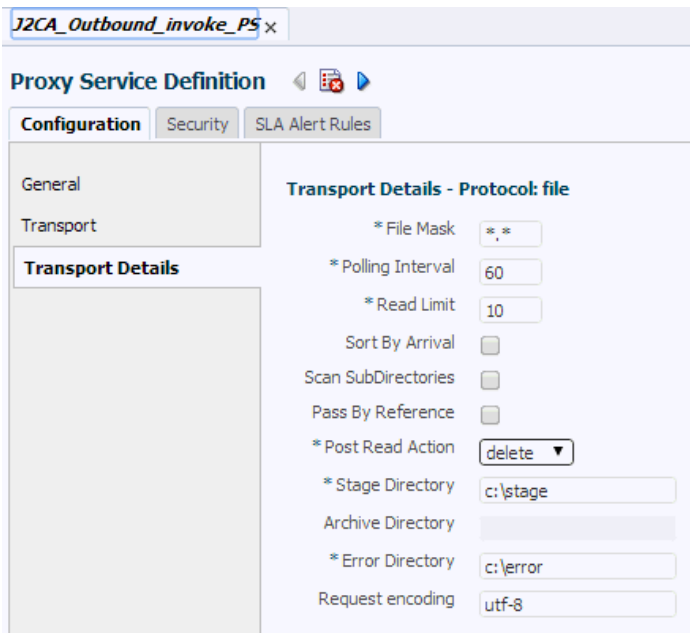 J2CA_Outbound_invoke_PS x
Proxy Service Definition
Configuration Security SLA Alert Rules
General
Transport
Transport Details
Transport Details - Protocol: file
* File Mask *.*
* Polling Interval 60
* Read Limit 10
Sort By Arrival
Scan SubDirectories
Pass By Reference
* Post Read Action delete
* Stage Directory c:\stage
Archive Directory
* Error Directory c:\error
Request encoding utf-8